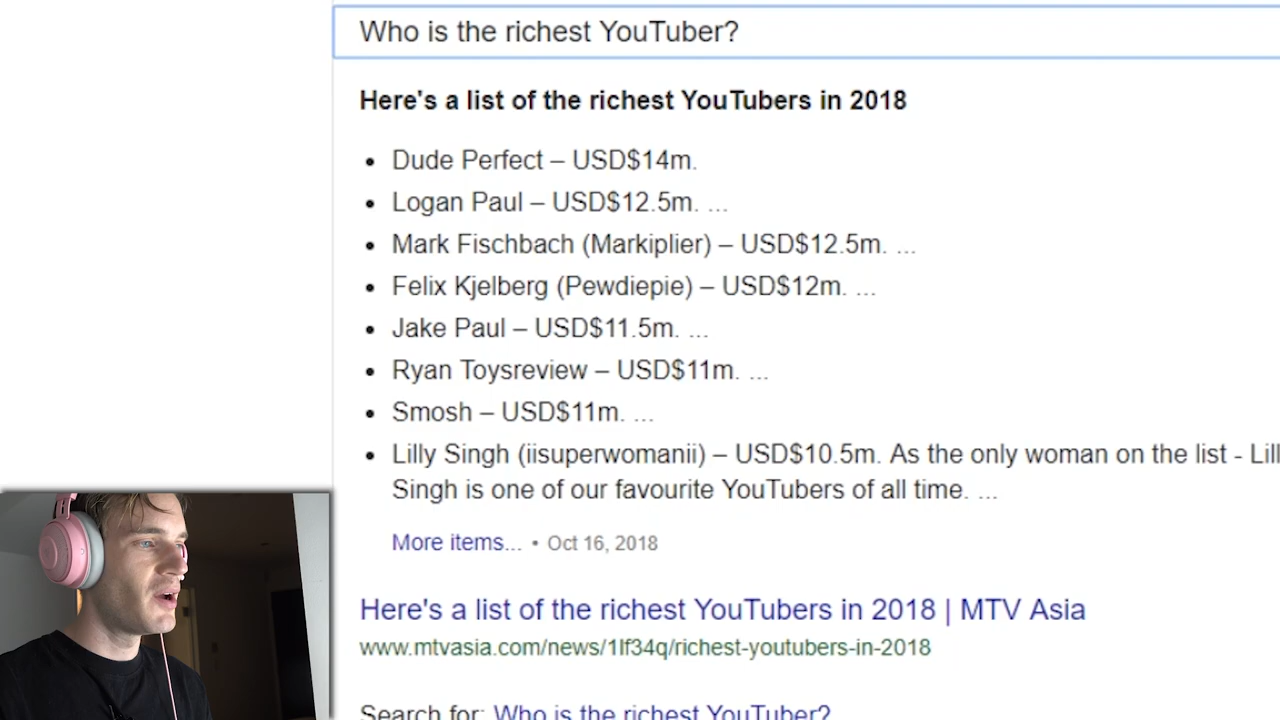 Who is the richest YouTuber?
Here's a list of the richest YouTubers in 2018
Dude Perfect – USD$14m.
Logan Paul – USD$12.5m. ...
Mark Fischbach (Markiplier) – USD$12.5m. ...
Felix Kjelberg (Pewdiepie) – USD$12m. ...
Jake Paul – USD$11.5m. ...
Ryan Toysreview – USD$11m. ...
Smosh – USD$11m. ...
Lilly Singh (iisuperwomanii) – USD$10.5m. As the only woman on the list - Lill
Singh is one of our favourite YouTubers of all time. ...
More items... • Oct 16, 2018
Here's a list of the richest YouTubers in 2018 | MTV Asia
www.mtvasia.com/news/1lf34q/richest-youtubers-in-2018
Search for: Who is the richest YouTuber?